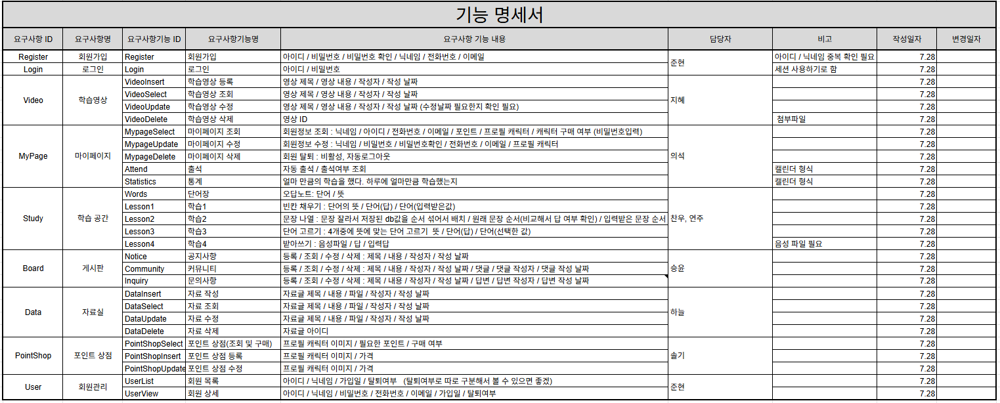 기능 명세서
요구사항 ID 요구사항명 요구사항기능 ID 요구사항기능명 요구사항 기능 내용 담당자 비고 작성일자 변경일자
Register 회원가입 Register 회원가입 아이디 / 비밀번호 / 비밀번호 확인 / 닉네임 / 전화번호 / 이메일 준현 아이디 / 닉네임 중복 확인 필요 7.28
Login 로그인 Login 로그인 아이디 / 비밀번호 세션 사용하기로 함 7.28
Video 학습영상 VideoInsert 학습영상 등록 영상 제목 / 영상 내용 / 작성자 / 작성 날짜 지혜 7.28
VideoSelect 학습영상 조회 영상 제목 / 영상 내용 / 작성자 / 작성 날짜 7.28
VideoUpdate 학습영상 수정 영상 제목 / 영상 내용 / 작성자 / 작성 날짜 (수정날짜 필요한지 확인 필요) 7.28
VideoDelete 학습영상 삭제 영상 ID 첨부파일 7.28
MyPage 마이페이지 MypageSelect 마이페이지 조회 회원정보 조회 : 닉네임 / 아이디 / 전화번호 / 이메일 / 포인트 / 프로필 캐릭터 / 캐릭터 구매 여부 (비밀번호입력) 의석 7.28
MypageUpdate 마이페이지 수정 회원정보 수정 : 닉네임 / 비밀번호 / 비밀번호확인 / 전화번호 / 이메일 / 프로필 캐릭터 7.28
MypageDelete 마이페이지 삭제 회원 탈퇴 : 비활성, 자동로그아웃 7.28
Attend 출석 자동 출석 / 출석여부 조회 캘린더 형식 7.28
Statistics 통계 얼마 만큼의 학습을 했다. 하루에 얼마만큼 학습했는지 캘린더 형식 7.28
Study 학습 공간 Words 단어장 오답노트: 단어 / 뜻 찬우, 연주 7.28
Lesson1 학습1 빈칸 채우기 : 단어의 뜻 / 단어(답) / 단어(입력받은값) 7.28
Lesson2 학습2 문장 나열 : 문장 잘라서 저장된 db값을 순서 섞어서 배치 / 원래 문장 순서(비교해서 답 여부 확인) / 입력받은 문장 순서 7.28
Lesson3 학습3 단어 고르기 : 4개중에 뜻에 맞는 단어 고르기 뜻 / 단어(답) / 단어(선택한 값) 7.28
Lesson4 학습4 받아쓰기 : 음성파일 / 답 / 입력답 음성 파일 필요 7.28
Board 게시판 Notice 공지사항 등록 / 조회 / 수정 / 삭제 : 제목 / 내용 / 작성자 / 작성 날짜 승윤 7.28
Community 커뮤니티 등록 / 조회 / 수정 / 삭제 : 제목 / 내용 / 작성자 / 작성 날짜 / 댓글 / 댓글 작성자 / 댓글 작성 날짜 7.28
Inquiry 문의사항 등록 / 조회 / 수정 / 삭제 : 제목 / 내용 / 작성자 / 작성 날짜 / 답변 / 답변 작성자 / 답변 작성 날짜 7.28
Data 자료실 DataInsert 자료 작성 자료글 제목 / 내용 / 파일 / 작성자 / 작성 날짜 하늘 7.28
DataSelect 자료 조회 자료글 제목 / 내용 / 파일 / 작성자 / 작성 날짜 7.28
DataUpdate 자료 수정 자료글 제목 / 내용 / 파일 / 작성자 / 작성 날짜 7.28
DataDelete 자료 삭제 자료글 아이디 7.28
PointShop 포인트 상점 PointShopSelect 포인트 상점(조회 및 구매) 프로필 캐릭터 이미지 / 필요한 포인트 / 구매 여부 솔기 7.28
PointShopInsert 포인트 상점 등록 프로필 캐릭터 이미지 / 가격 7.28
PointShopUpdate 포인트 상점 수정 프로필 캐릭터 이미지 / 가격 7.28
User 회원관리 UserList 회원 목록 아이디 / 닉네임 / 가입일 / 탈퇴여부 (탈퇴여부로 따로 구분해서 볼 수 있으면 좋겠) 준현 7.28
UserView 회원 상세 아이디 / 닉네임 / 비밀번호 / 전화번호 / 이메일 / 가입일 / 탈퇴여부 7.28